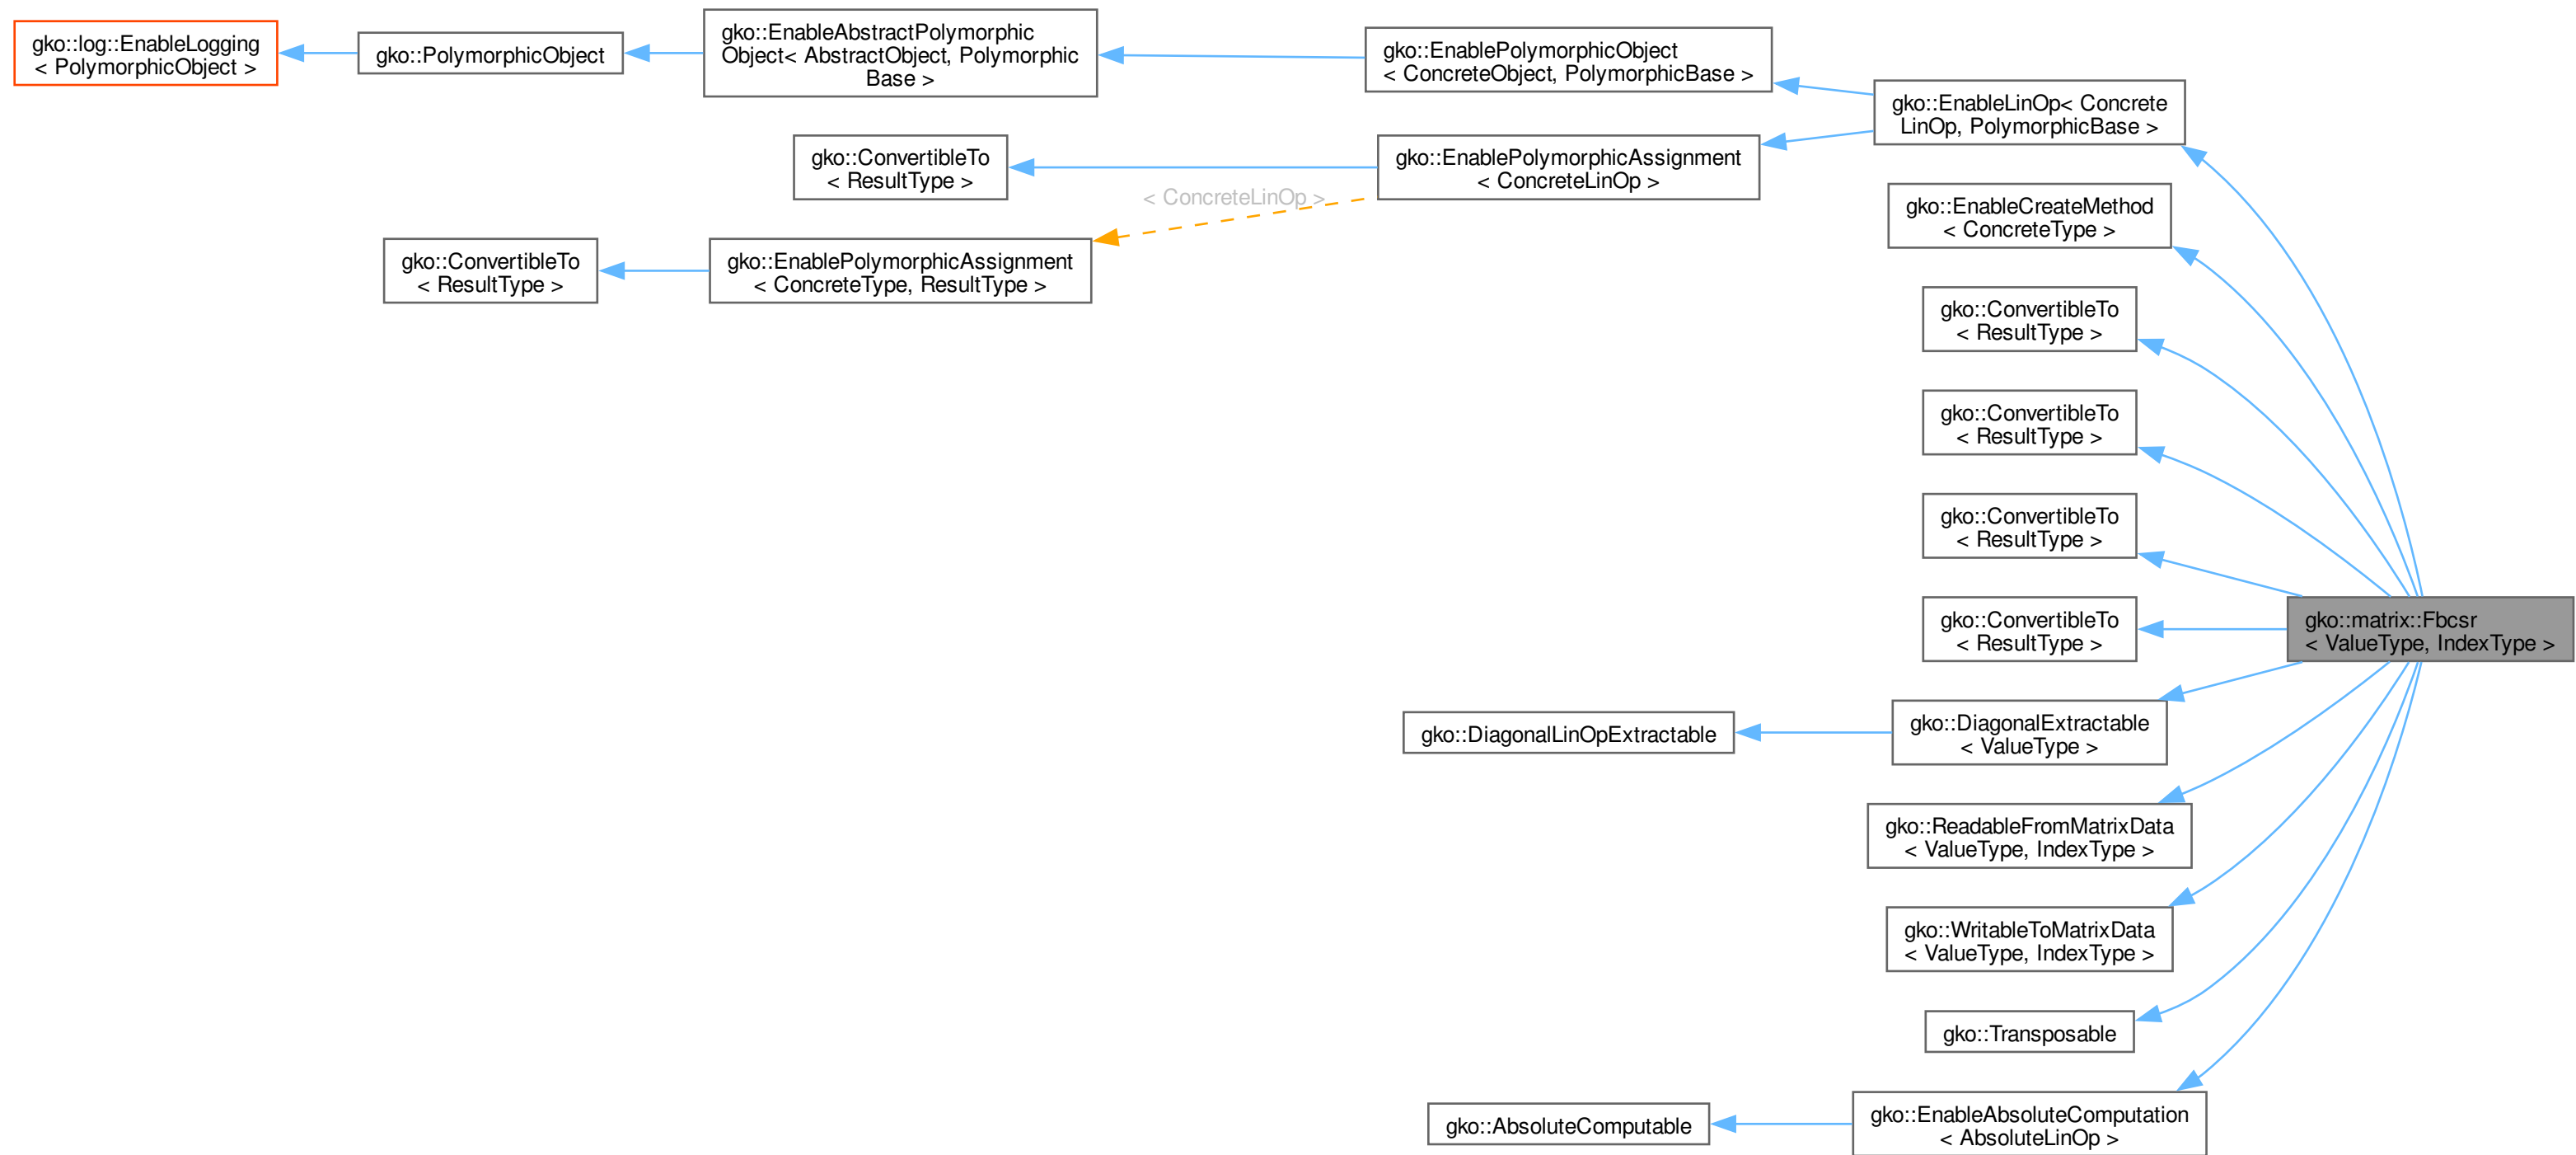 gko::log::EnableLogging
< PolymorphicObject >
gko::PolymorphicObject
gko::EnableAbstractPolymorphic
Object< AbstractObject, Polymorphic
Base >
gko::EnablePolymorphicObject
< ConcreteObject, PolymorphicBase >
gko::EnableLinOp< Concrete
LinOp, PolymorphicBase >
gko::ConvertibleTo
< ResultType >
gko::EnablePolymorphicAssignment
< ConcreteLinOp >
< ConcreteLinOp >
gko::ConvertibleTo
< ResultType >
gko::EnablePolymorphicAssignment
< ConcreteType, ResultType >
gko::EnableCreateMethod
< ConcreteType >
gko::ConvertibleTo
< ResultType >
gko::ConvertibleTo
< ResultType >
gko::ConvertibleTo
< ResultType >
gko::ConvertibleTo
< ResultType >
gko::matrix::Fbcsr
< ValueType, IndexType >
gko::DiagonalLinOpExtractable
gko::DiagonalExtractable
< ValueType >
gko::ReadableFromMatrixData
< ValueType, IndexType >
gko::WritableToMatrixData
< ValueType, IndexType >
gko::Transposable
gko::AbsoluteComputable
gko::EnableAbsoluteComputation
< AbsoluteLinOp >